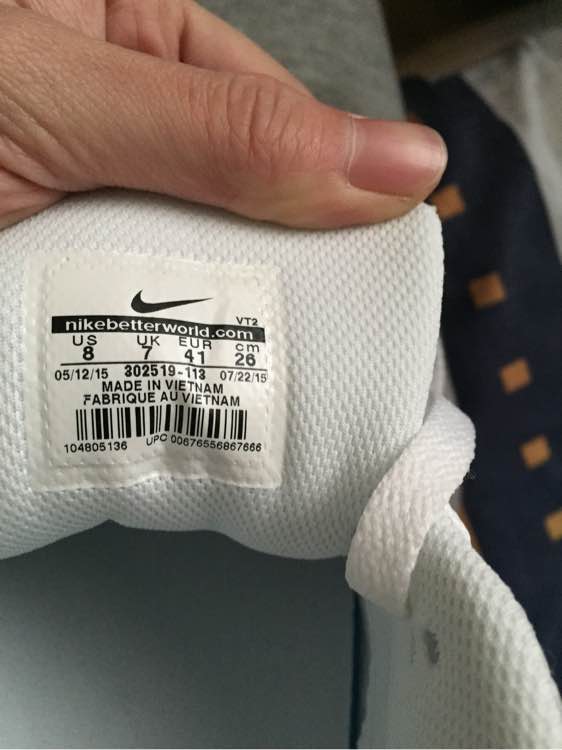 VT2
nikebetterworld.com
US UK EUR cm
8 7 41 26
05/12/15 302519-113 07/22/15
MADE IN VIETNAM
FABRIQUE AU VIETNAM
104805136 UPC 00676556867666